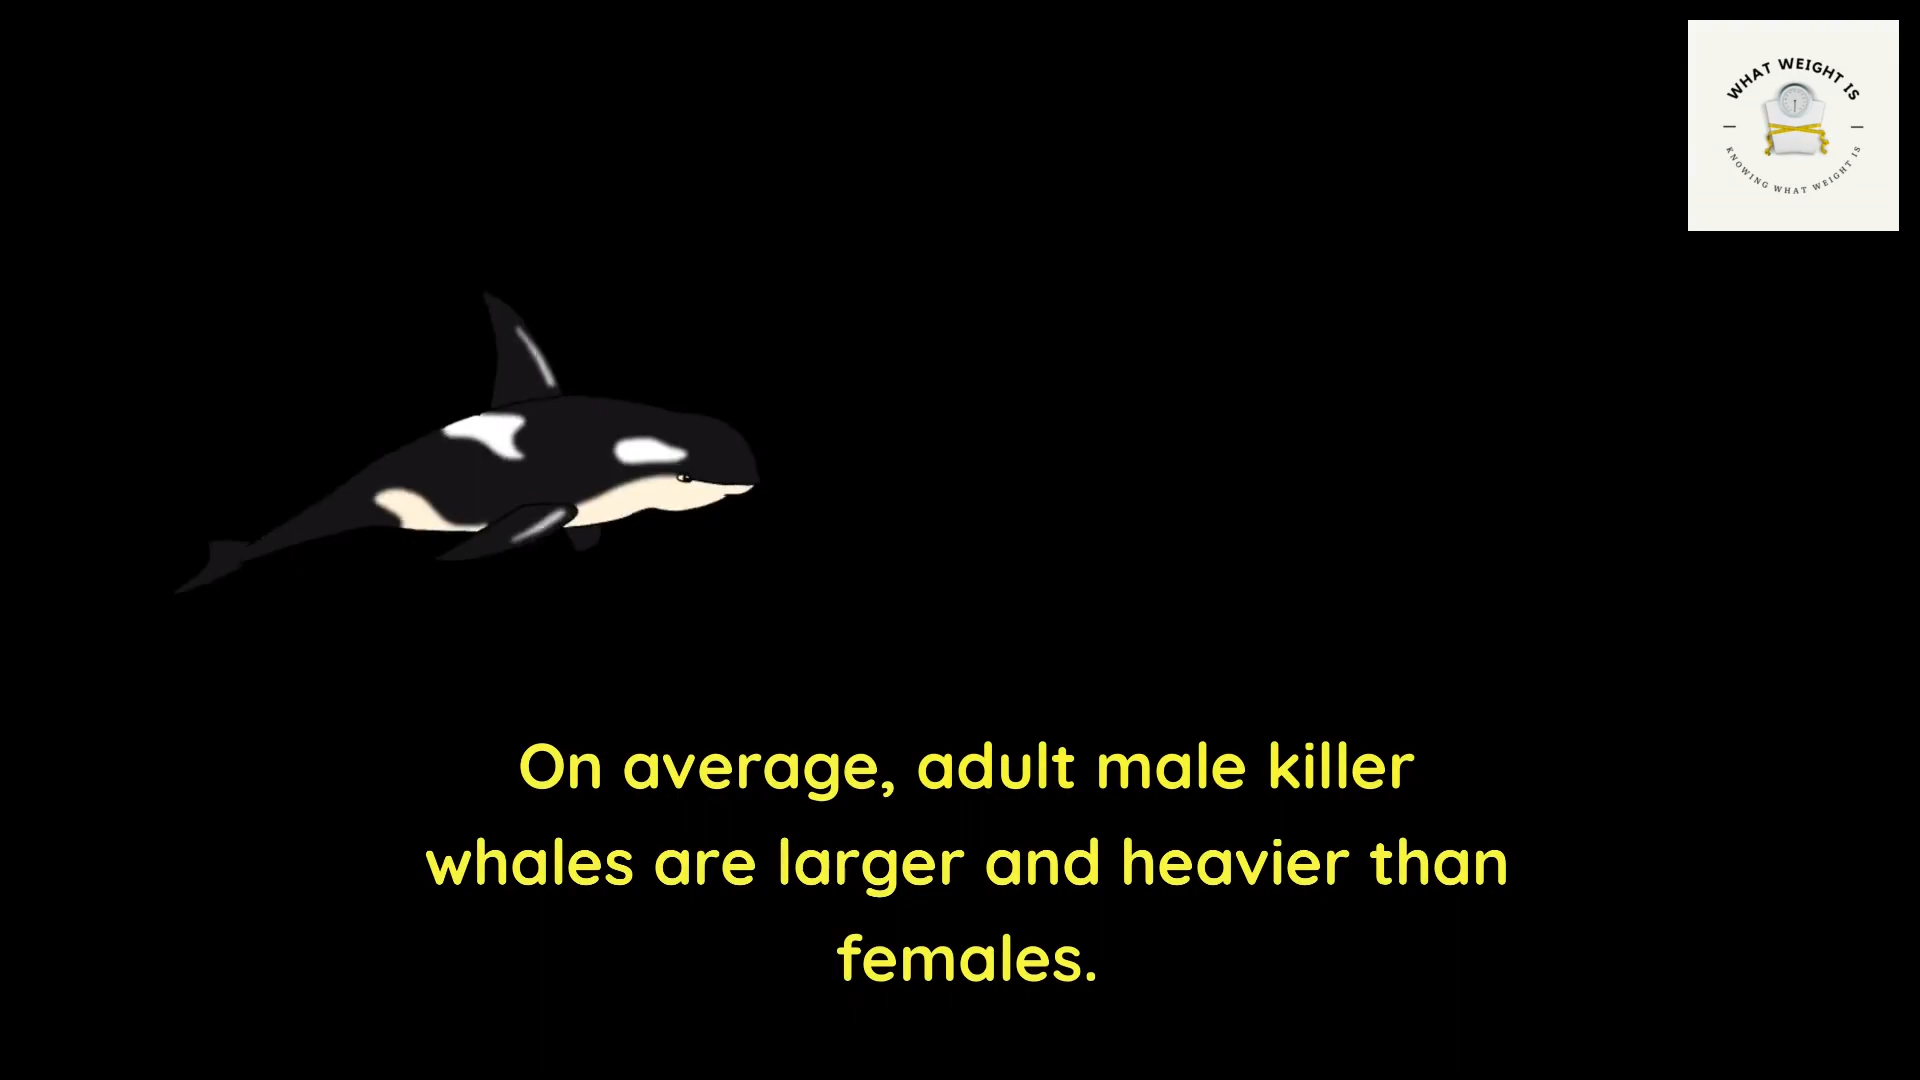 WHAT WEIGHT IS
KNOWING WHAT WEIGHT IS
On average, adult male killer
whales are larger and heavier than
females.